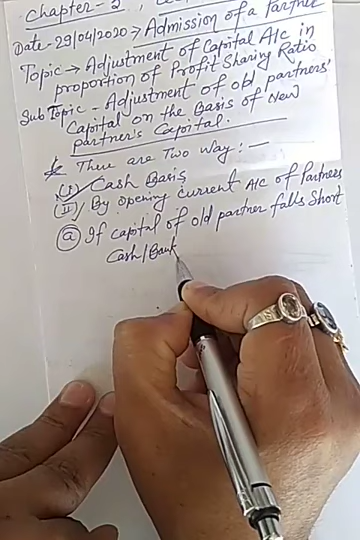 Chapter-2,
Date-29/04/2020 → Admission of a Partner
Topic → Adjustment of Capital A/c in
proportion of Profit Sharing Ratio
Sub Topic - Adjustment of old partners'
Capital on the Basis of New
partner's Capital.
* There are Two way : —
(I) Cash Basis
(II) By opening current A/c of Partners
(a) If capital of old partner falls Short
Cash/Bank